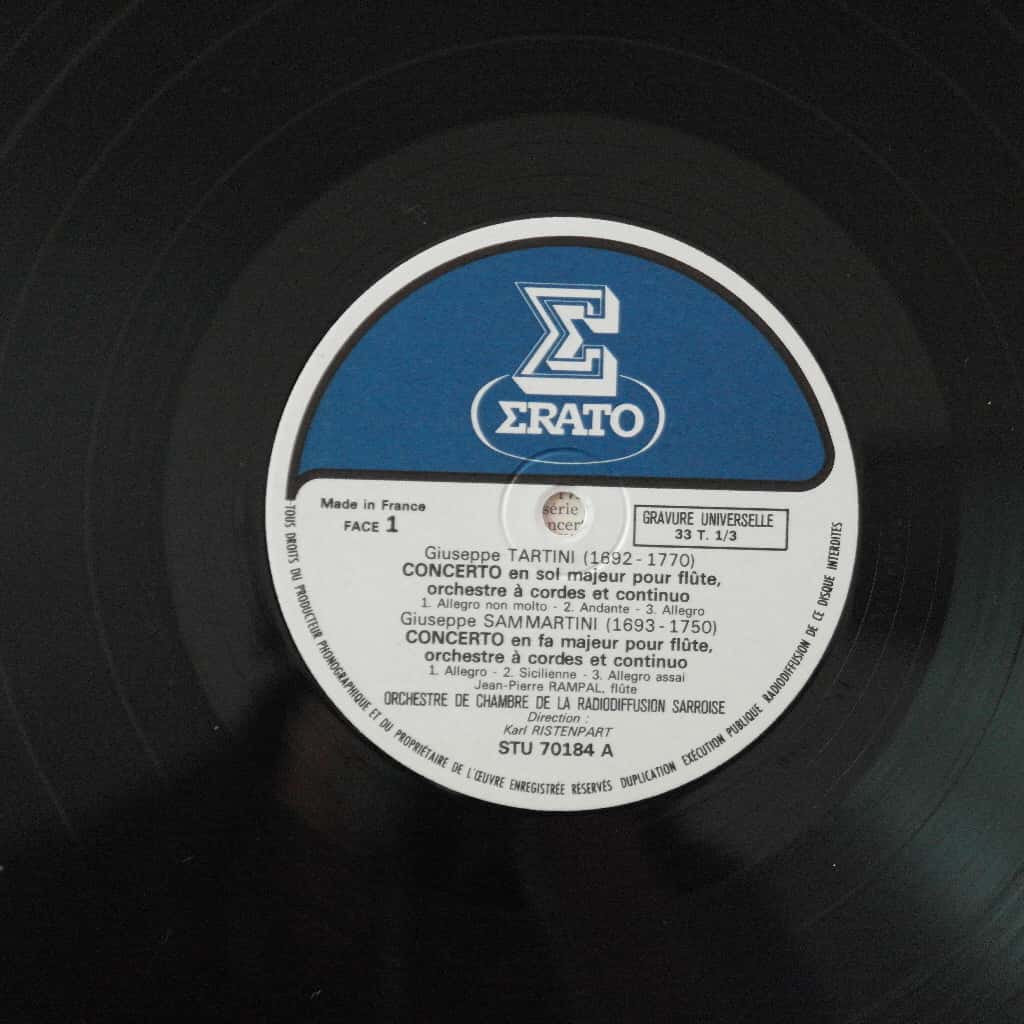 Σ
ΣRATO
Made in France
FACE 1
série
ncer
GRAVURE UNIVERSELLE
33 T. 1/3
Giuseppe TARTINI (1692-1770)
CONCERTO en sol majeur pour flûte,
orchestre à cordes et continuo
1. Allegro non molto - 2. Andante - 3. Allegro
Giuseppe SAMMARTINI (1693-1750)
CONCERTO en fa majeur pour flûte,
orchestre à cordes et continuo
1. Allegro - 2. Sicilienne - 3. Allegro assai
Jean-Pierre RAMPAL, flûte
ORCHESTRE DE CHAMBRE DE LA RADIODIFFUSION SARROISE
Direction :
Karl RISTENPART
STU 70184 A
-TOUS DROITS DU PRODUCTEUR PHONOGRAPHIQUE ET DU PROPRIÉTAIRE DE L'ŒUVRE ENREGISTRÉE RÉSERVÉS DUPLICATION EXÉCUTION PUBLIQUE RADIODIFFUSION DE CE DISQUE INTERDITES